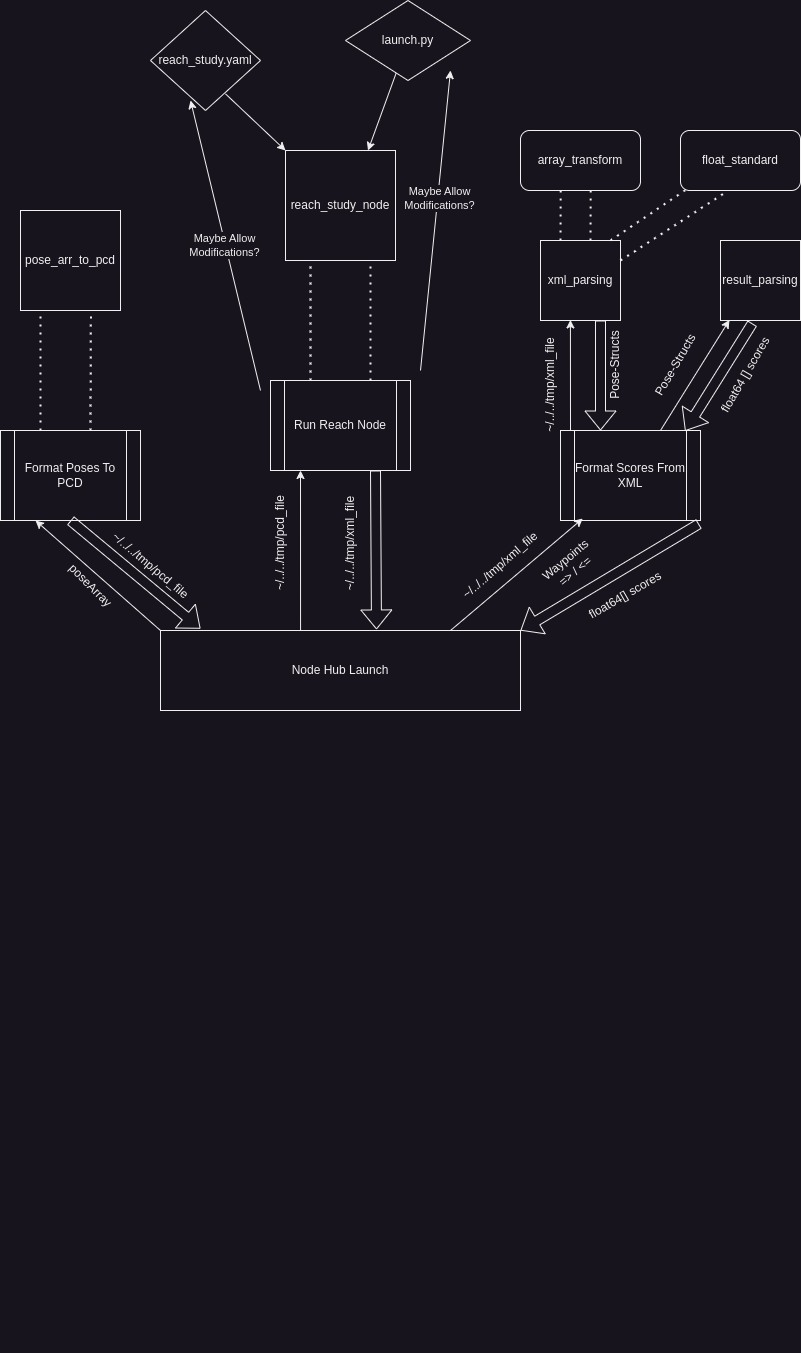 reach_study.yaml
launch.py
array_transform
float_standard
reach_study_node
Maybe Allow
Modifications?
Maybe Allow
Modifications?
pose_arr_to_pcd
xml_parsing
result_parsing
~/../../tmp/xml_file
Pose-Structs
Pose-Structs
float64 [] scores
Run Reach Node
Format Poses To
PCD
Format Scores From
XML
~/../../tmp/pcd_file
poseArray
~/../../tmp/pcd_file
~/../../tmp/xml_file
~/../../tmp/xml_file
Waypoints
=> / <=
float64[] scores
Node Hub Launch